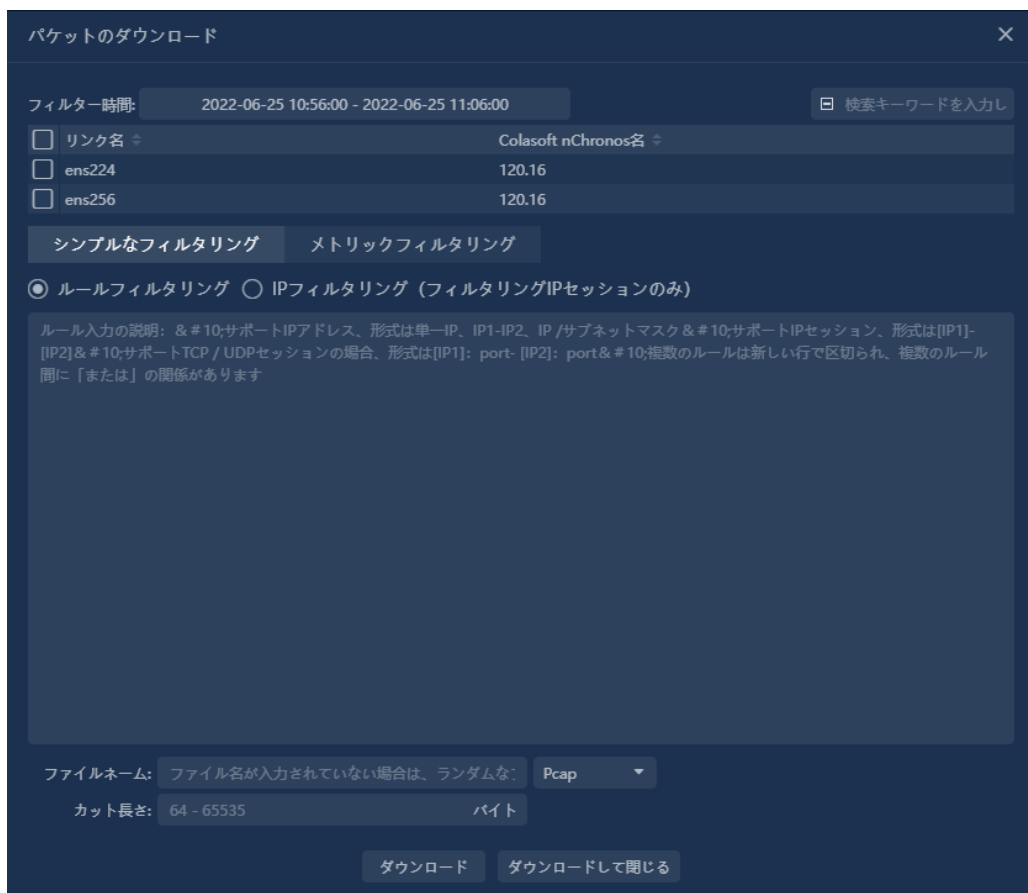 パケットのダウンロード
フィルター時間: 2022-06-25 10:56:00 - 2022-06-25 11:06:00 検索キーワードを入力し
リンク名 Colasoft nChronos名
ens224 120.16
ens256 120.16
シンプルなフィルタリング メトリックフィルタリング
ルールフィルタリング IPフィルタリング（フィルタリングIPセッションのみ）
ルール入力の説明：＆＃10;サポートIPアドレス、形式は単一IP、IP1-IP2、IP /サブネットマスク＆＃10;サポートIPセッション、形式は[IP1]-
[IP2]＆＃10;サポートTCP / UDPセッションの場合、形式は[IP1]：port- [IP2]：port＆＃10;複数のルールは新しい行で区切られ、複数のルール
間に「または」の関係があります
ファイルネーム: ファイル名が入力されていない場合は、ランダムな Pcap
カット長さ: 64 - 65535 バイト
ダウンロード ダウンロードして閉じる